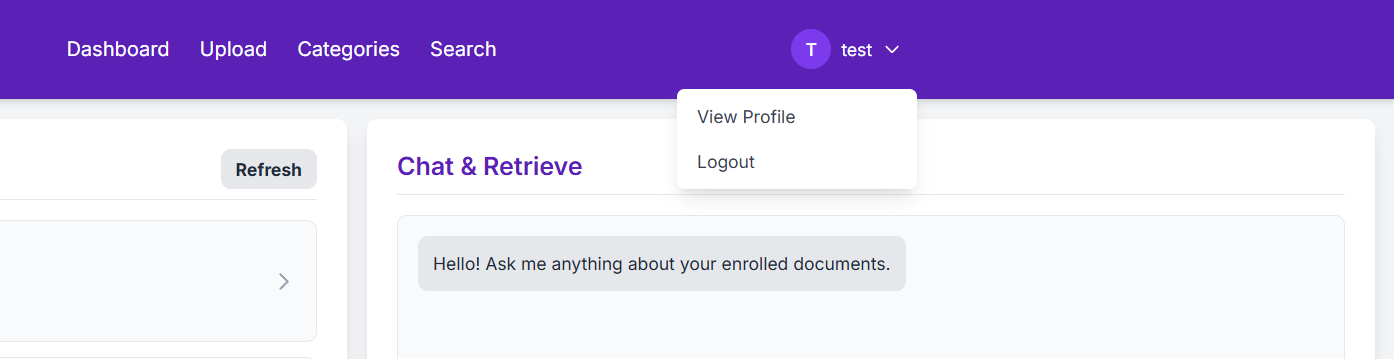 Dashboard Upload Categories Search T test
View Profile
Logout
Refresh
Chat & Retrieve
Hello! Ask me anything about your enrolled documents.